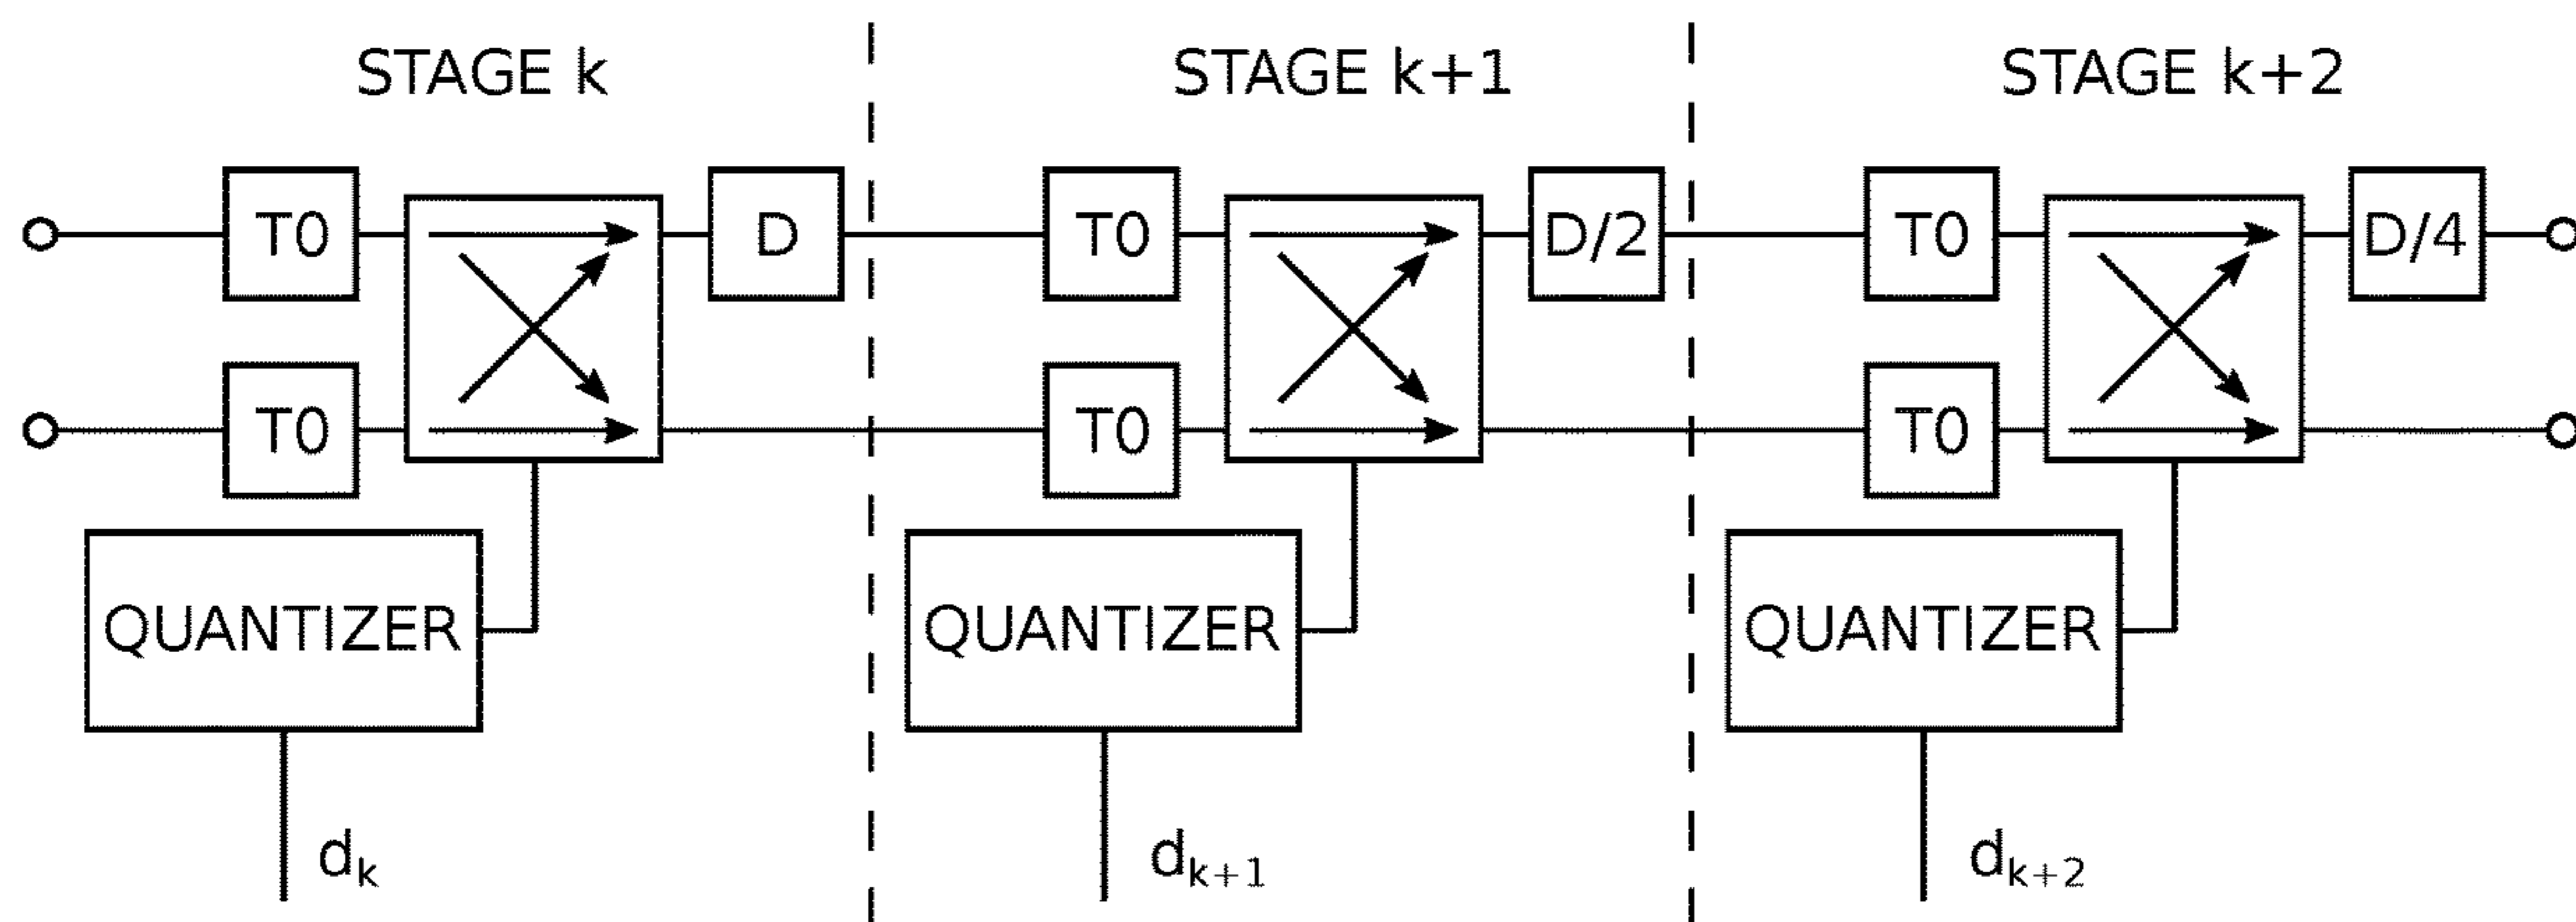 STAGE k
STAGE k+1
STAGE k+2
T0
D
T0
D/2
T0
D/4
T0
T0
T0
QUANTIZER
QUANTIZER
QUANTIZER
dk
dk+1
dk+2